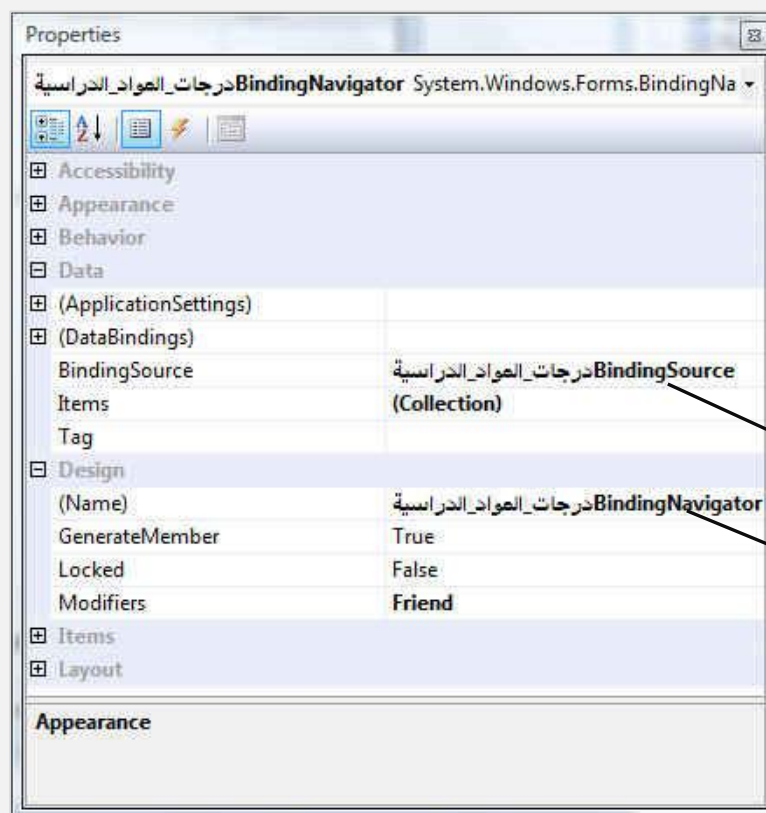 Properties
درجات_المواد_الدراسيةBindingNavigator System.Windows.Forms.BindingNa
Accessibility
Appearance
Behavior
Data
(ApplicationSettings)
(DataBindings)
BindingSource درجات_المواد_الدراسيةBindingSource
Items (Collection)
Tag
Design
(Name) درجات_المواد_الدراسيةBindingNavigator
GenerateMember True
Locked False
Modifiers Friend
Items
Layout
Appearance